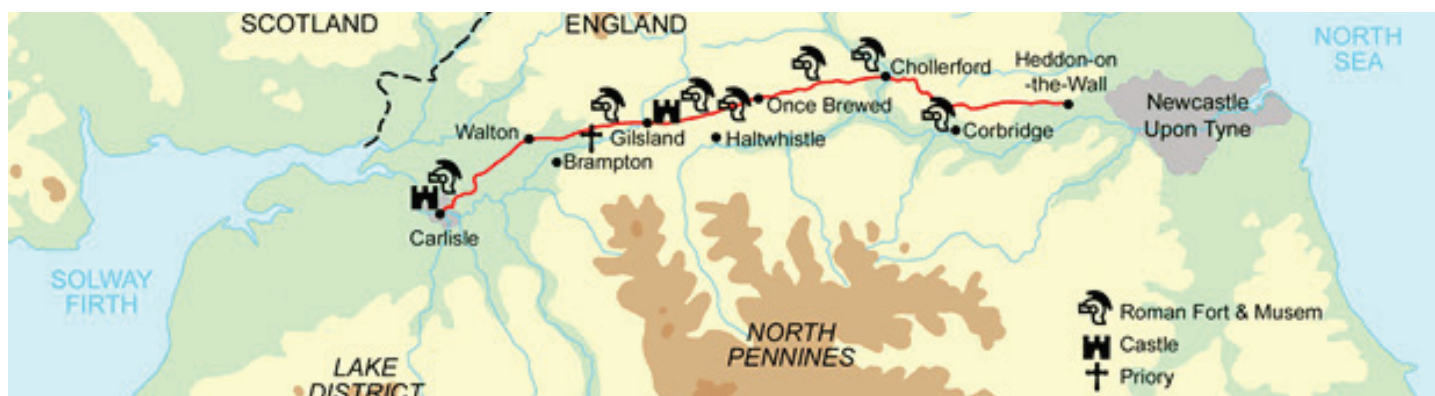 SCOTLAND
ENGLAND
NORTH
SEA
Heddon-on
-the-Wall
Chollerford
Once Brewed
Newcastle
Upon Tyne
Walton
Gilsland
Haltwhistle
Corbridge
Brampton
Carlisle
SOLWAY
FIRTH
NORTH
PENNINES
LAKE
DISTRICT
Roman Fort & Musem
Castle
Priory